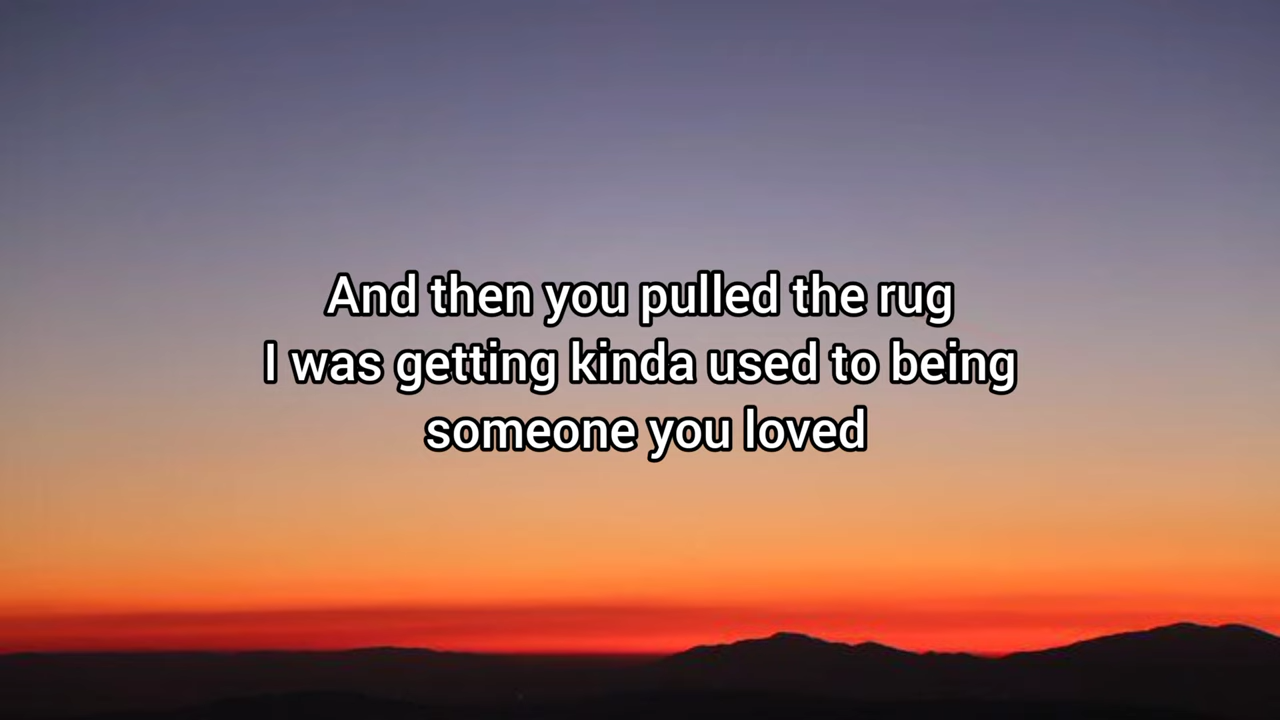 And then you pulled the rug
I was getting kinda used to being
someone you loved